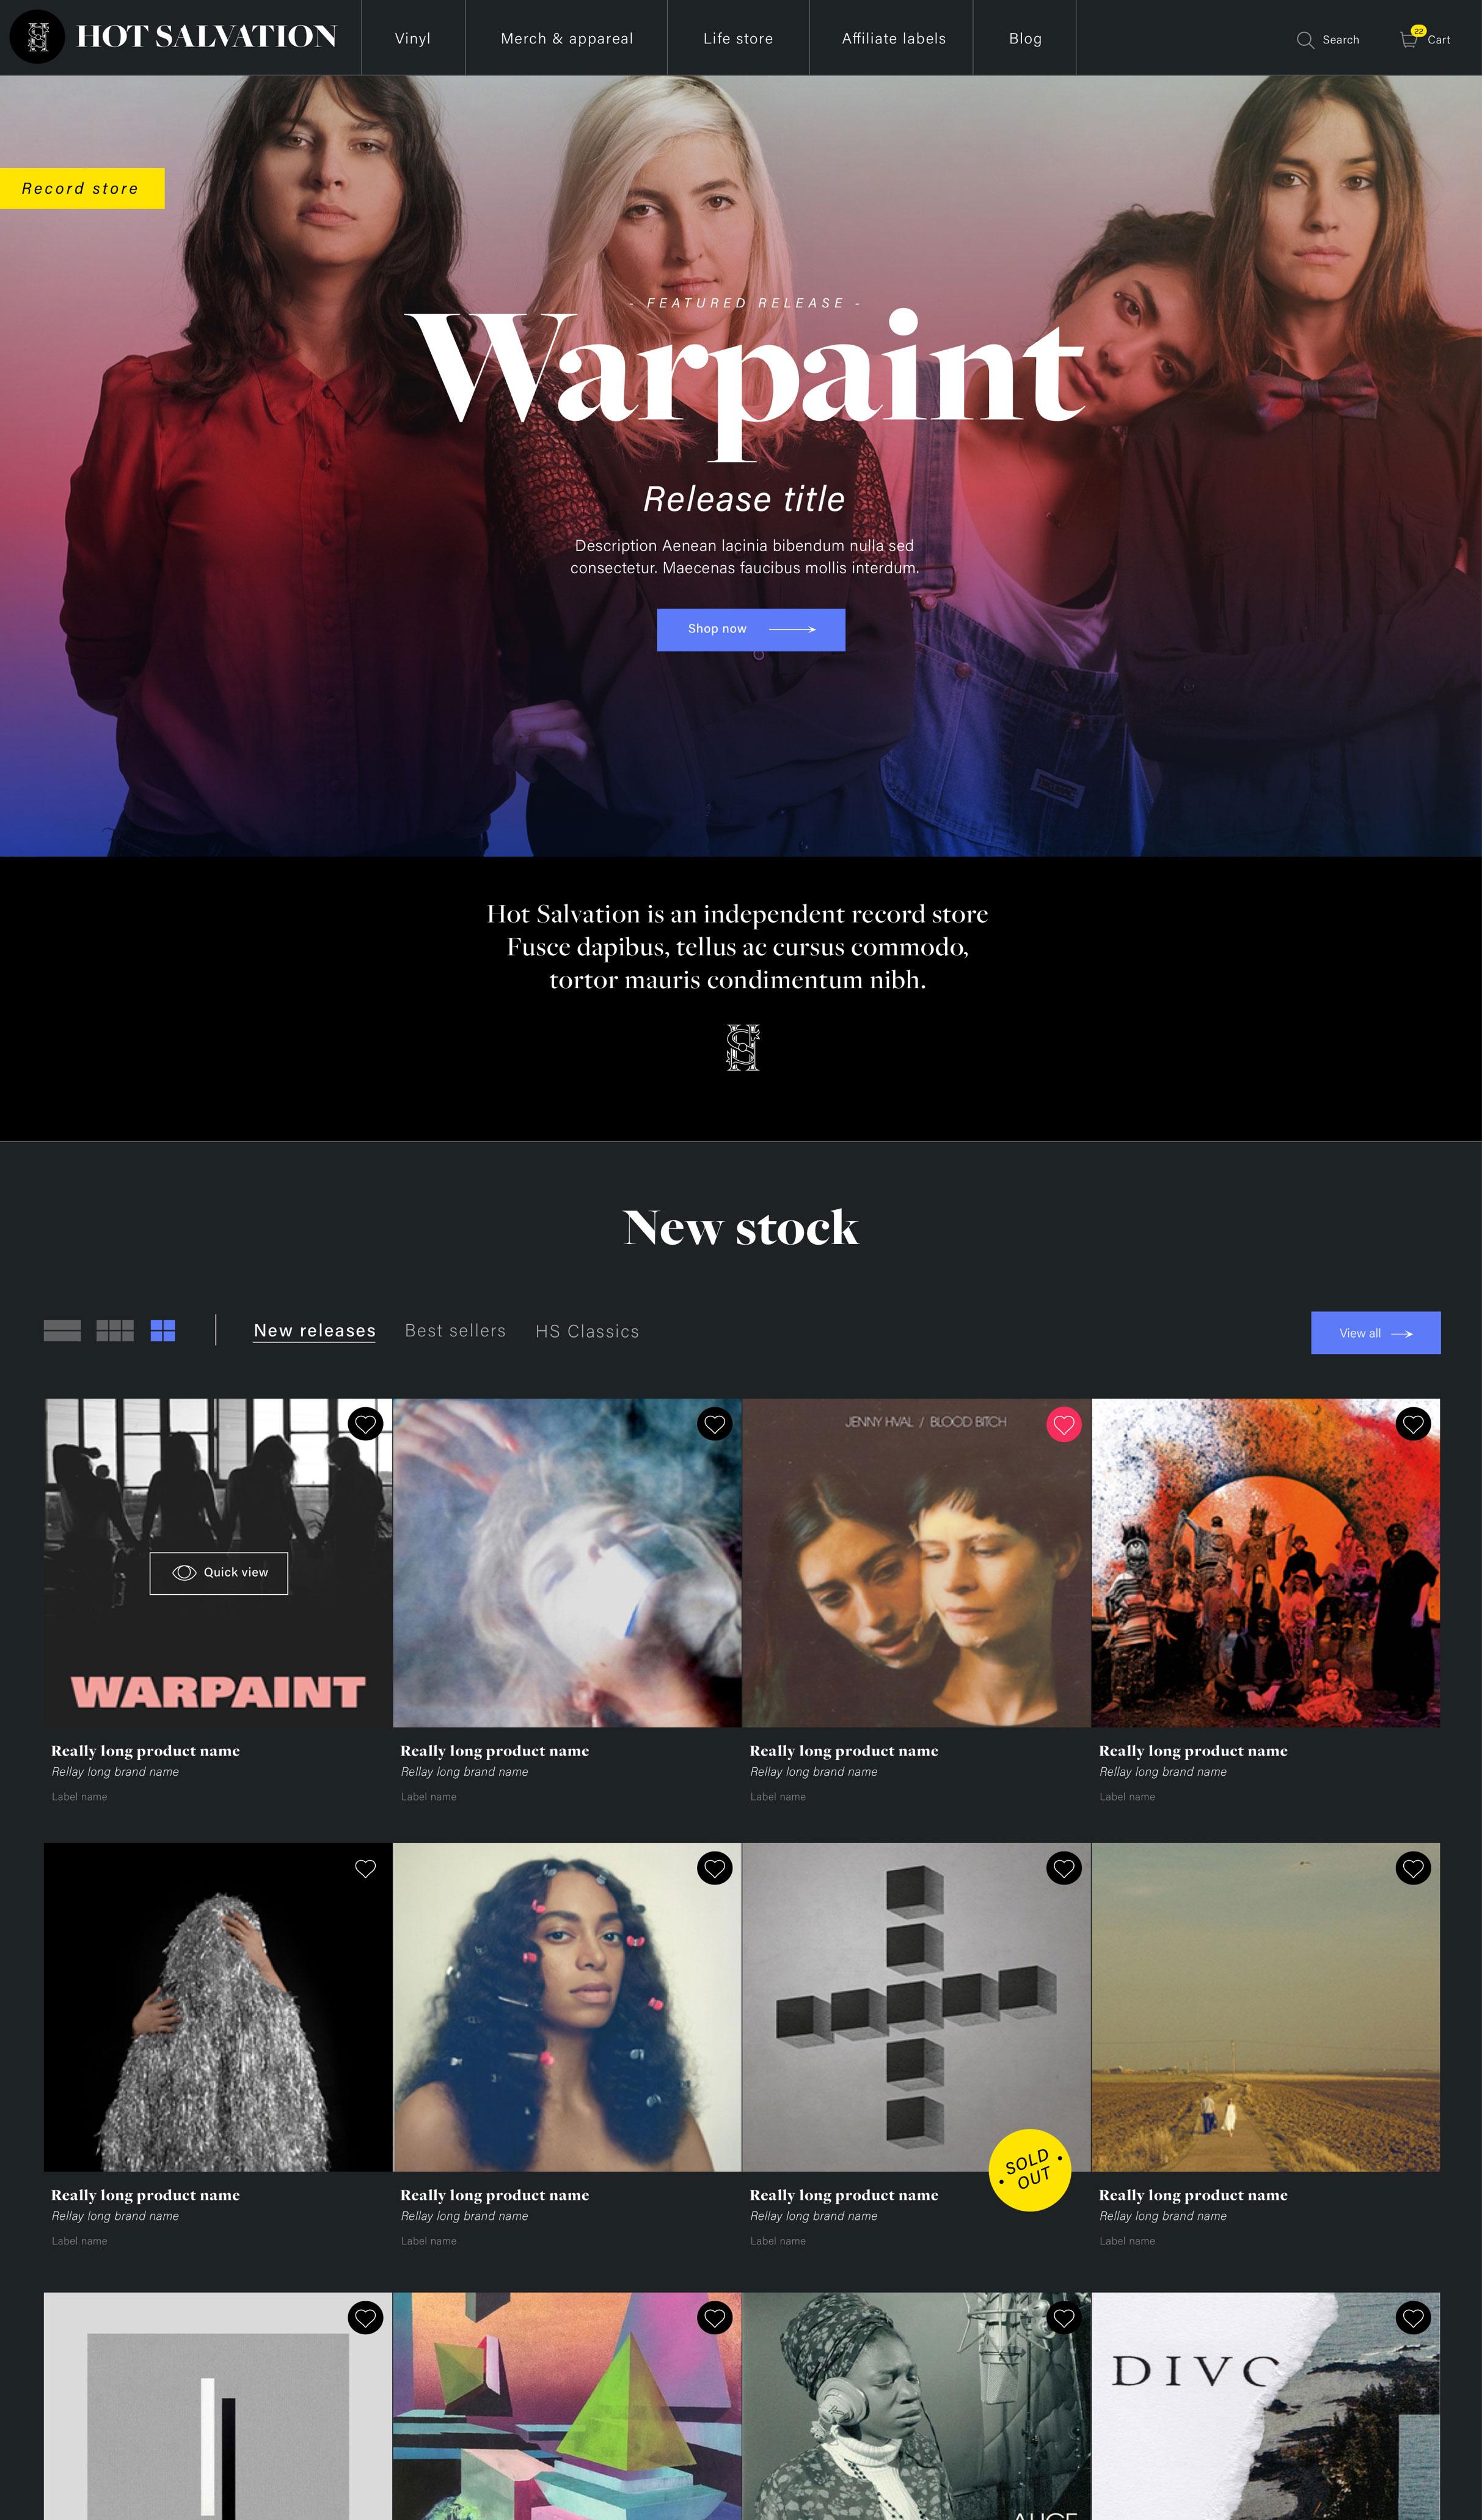 HOT SALVATION
Vinyl
Merch & appareal
Life store
Affiliate labels
Blog
Search
22
Cart
Record store
- FEATURED RELEASE -
Warpaint
Release title
Description Aenean lacinia bibendum nulla sed
consectetur. Maecenas faucibus mollis interdum.
Shop now
Hot Salvation is an independent record store
Fusce dapibus, tellus ac cursus commodo,
tortor mauris condimentum nibh.
HS
New stock
New releases
Best sellers
HS Classics
View all
JENNY HVAL / BLOOD BITCH
Quick view
WARPAINT
Really long product name
Rellay long brand name
Label name
Really long product name
Rellay long brand name
Label name
Really long product name
Rellay long brand name
Label name
Really long product name
Rellay long brand name
Label name
SOLD
OUT
Really long product name
Rellay long brand name
Label name
Really long product name
Rellay long brand name
Label name
Really long product name
Rellay long brand name
Label name
Really long product name
Rellay long brand name
Label name
DIVC
ALICE